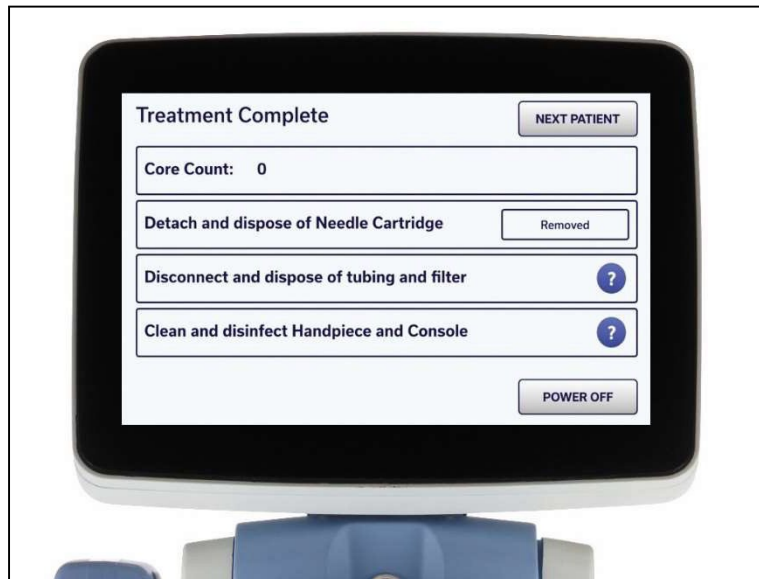 Treatment Complete
NEXT PATIENT
Core Count: 0
Detach and dispose of Needle Cartridge
Removed
Disconnect and dispose of tubing and filter
?
Clean and disinfect Handpiece and Console
?
POWER OFF